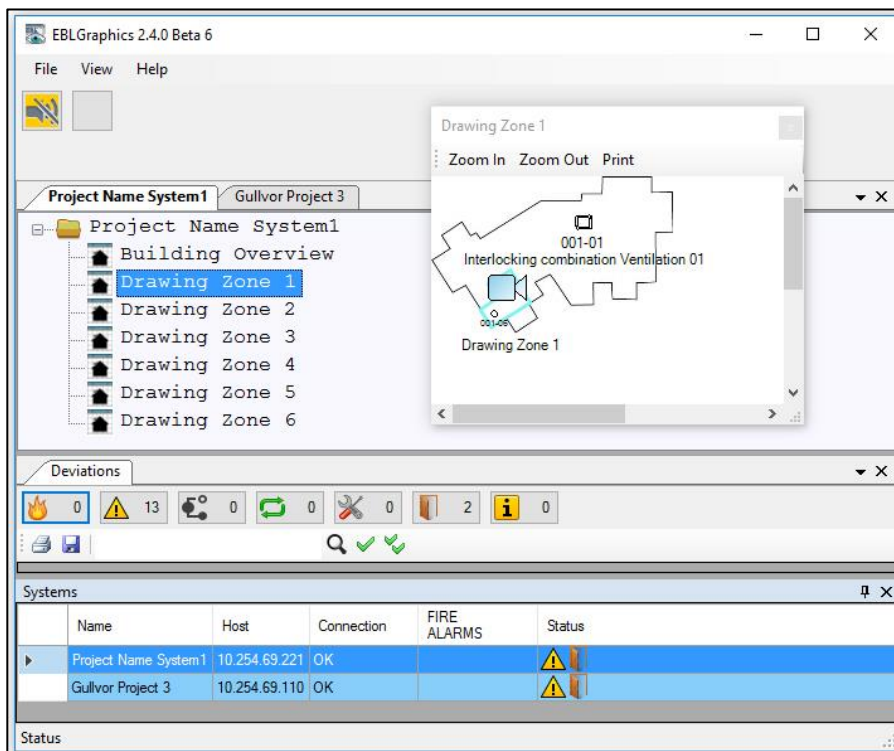 EBLGraphics 2.4.0 Beta 6
File View Help
Drawing Zone 1
Zoom In Zoom Out Print
001-01
Interlocking combination Ventilation 01
001-06
Drawing Zone 1
Project Name System1 Gullvor Project 3
Project Name System1
Building Overview
Drawing Zone 1
Drawing Zone 2
Drawing Zone 3
Drawing Zone 4
Drawing Zone 5
Drawing Zone 6
Deviations
0 13 0 0 0 2 0
Systems
Name Host Connection FIRE ALARMS Status
Project Name System1 10.254.69.221 OK
Gullvor Project 3 10.254.69.110 OK
Status